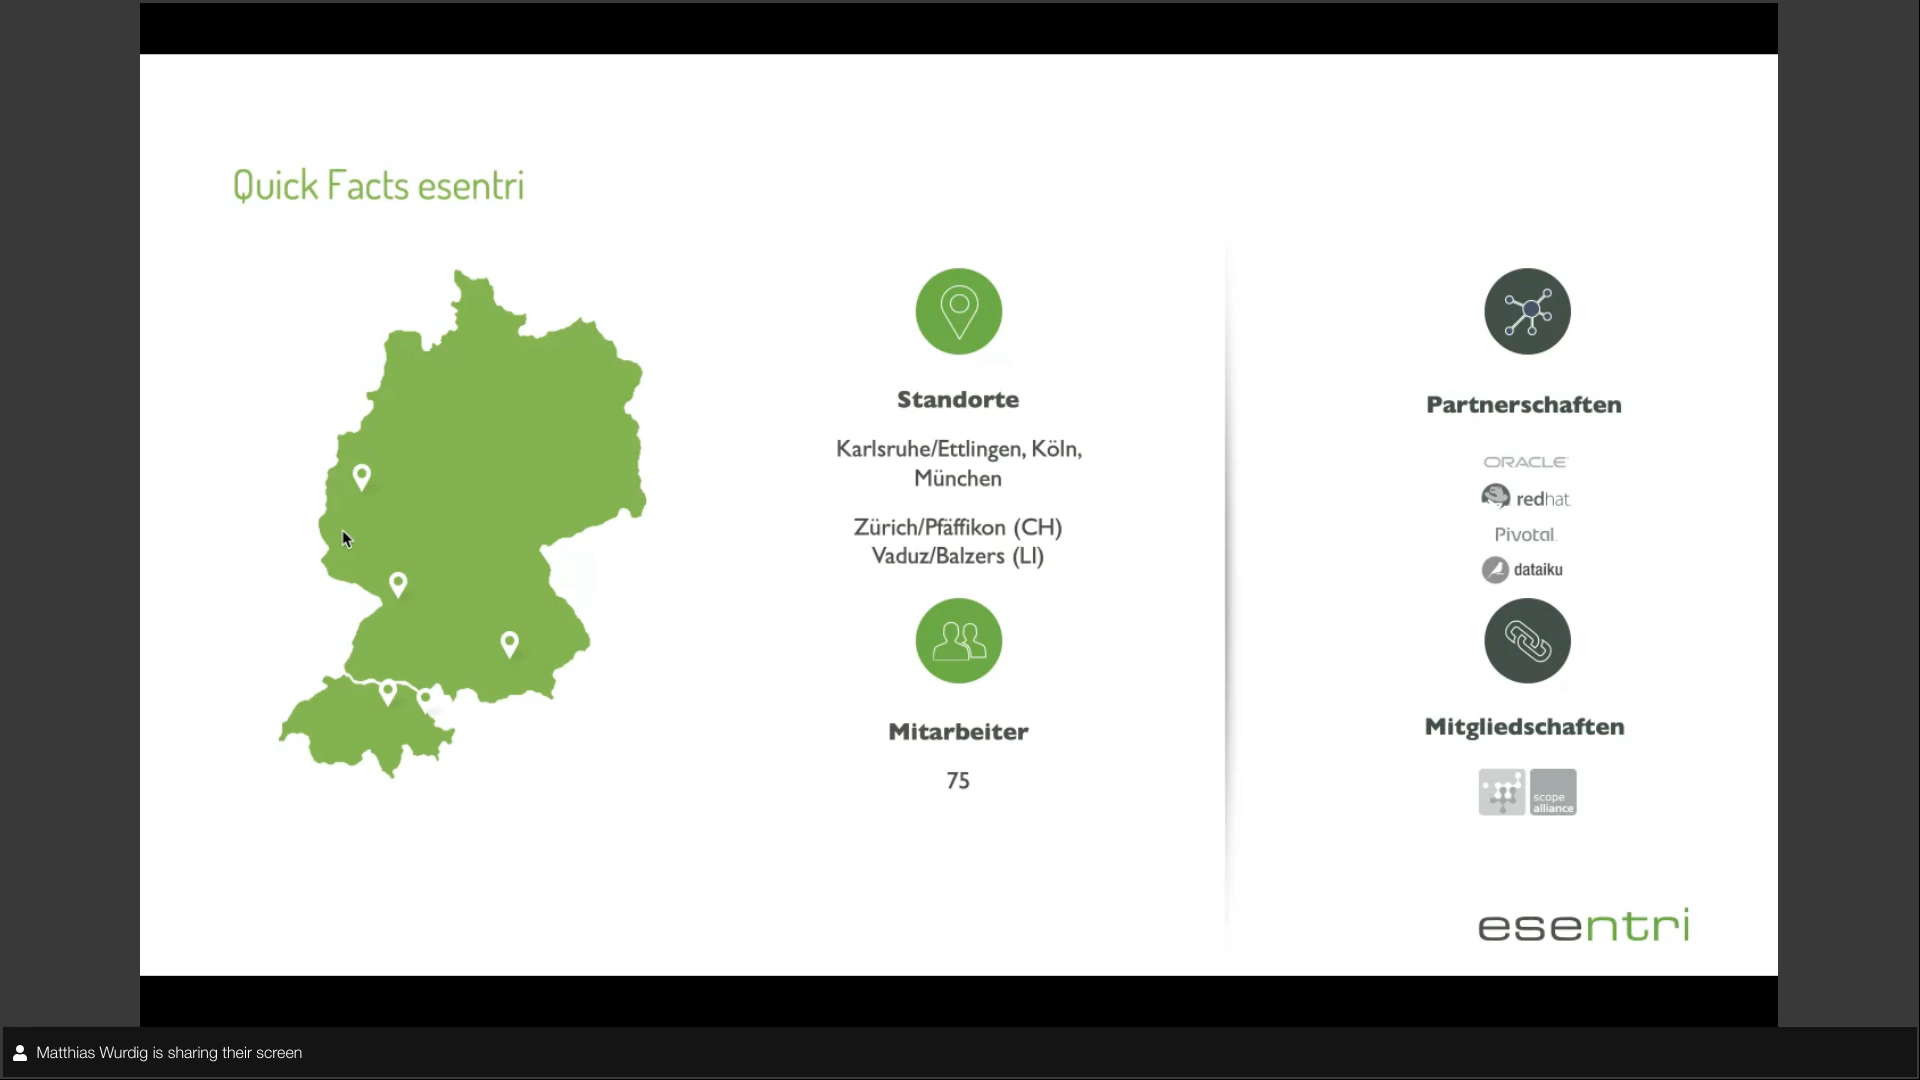 Quick Facts esentri
Standorte
Karlsruhe/Ettlingen, Köln,
München
Zürich/Pfäffikon (CH)
Vaduz/Balzers (LI)
Mitarbeiter
75
Partnerschaften
ORACLE
redhat
Pivotal
dataiku
Mitgliedschaften
scope
alliance
esentri
Matthias Wurdig is sharing their screen